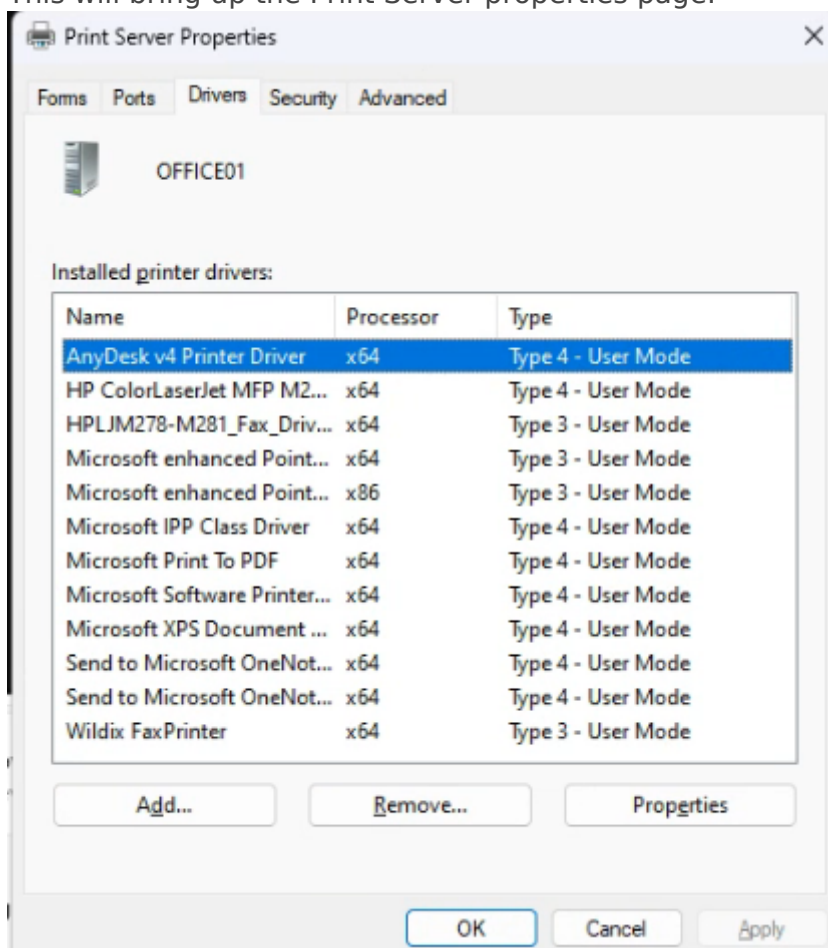 This will bring up the Print Server properties page.
Print Server Properties
Forms Ports Drivers Security Advanced
OFFICE01
Installed printer drivers:
Name Processor Type
AnyDesk v4 Printer Driver x64 Type 4 - User Mode
HP ColorLaserJet MFP M2... x64 Type 4 - User Mode
HPLJM278-M281_Fax_Driv... x64 Type 3 - User Mode
Microsoft enhanced Point... x64 Type 3 - User Mode
Microsoft enhanced Point... x86 Type 3 - User Mode
Microsoft IPP Class Driver x64 Type 4 - User Mode
Microsoft Print To PDF x64 Type 4 - User Mode
Microsoft Software Printer... x64 Type 4 - User Mode
Microsoft XPS Document ... x64 Type 4 - User Mode
Send to Microsoft OneNot... x64 Type 4 - User Mode
Send to Microsoft OneNot... x64 Type 4 - User Mode
Wildix FaxPrinter x64 Type 3 - User Mode
Add... Remove... Properties
OK Cancel Apply